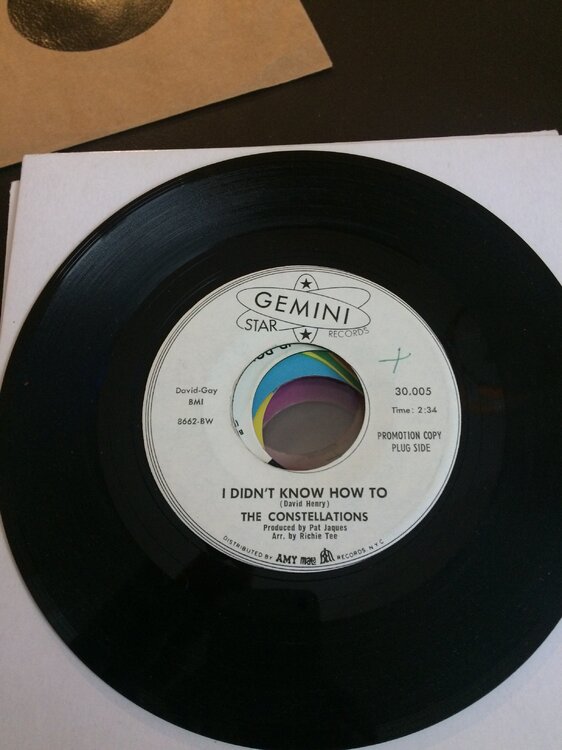 GEMINI
STAR
RECORDS
David-Gay
BMI
8662-BW
30.005
Time: 2:34
PROMOTION COPY
PLUG SIDE
I DIDN'T KNOW HOW TO
(David Henry)
THE CONSTELLATIONS
Produced by Pat Jaques
Arr. by Richie Tee
DISTRIBUTED BY AMY mala BELL RECORDS N.Y.C